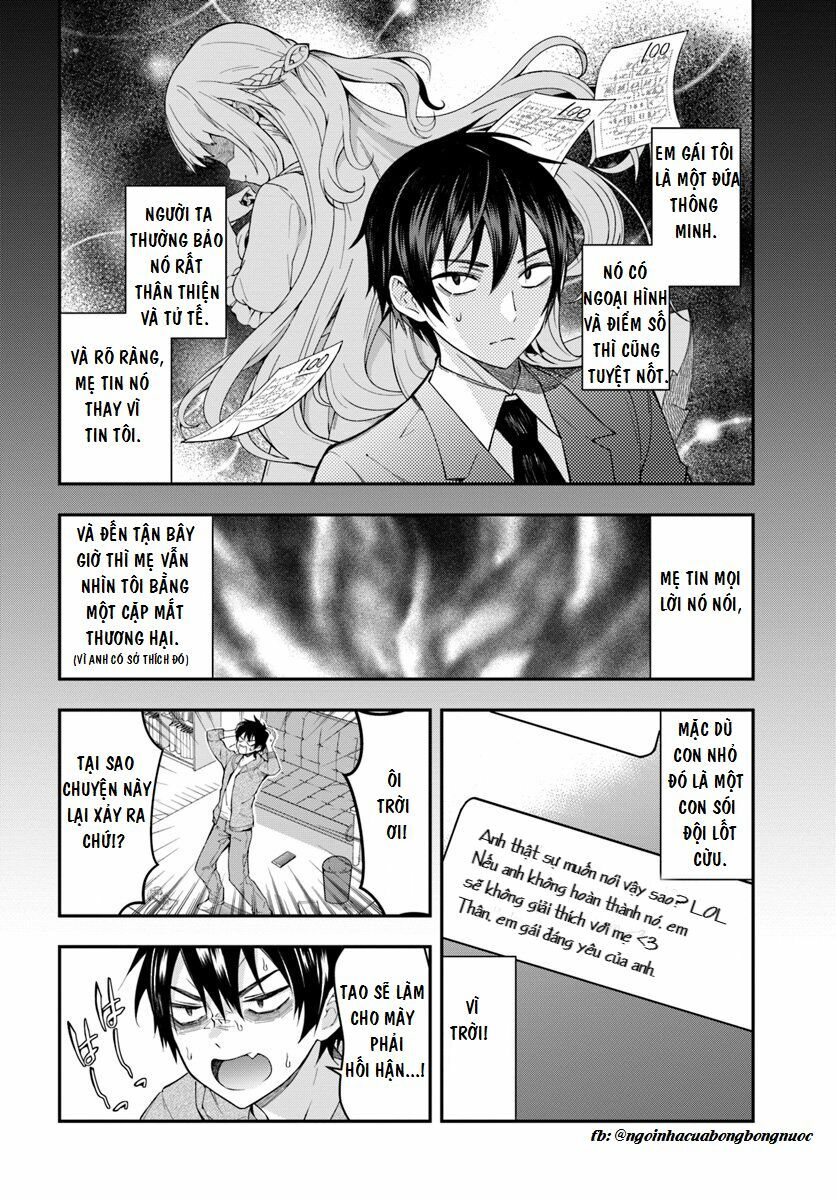 100
100
100
EM GÁI TÔI
LÀ MỘT ĐỨA
THÔNG
MINH.
NÓ CÓ
NGOẠI HÌNH
VÀ ĐIỂM SỐ
THÌ CŨNG
TUYỆT NỐT.
NGƯỜI TA
THƯỜNG BẢO
NÓ RẤT
THÂN THIỆN
VÀ TỬ TẾ.
VÀ RÕ RÀNG,
MẸ TIN NÓ
THAY VÌ
TIN TÔI.
MẸ TIN MỌI
LỜI NÓ NÓI,
VÀ ĐẾN TẬN BÂY
GIỜ THÌ MẸ VẪN
NHÌN TÔI BẰNG
MỘT CẶP MẮT
THƯƠNG HẠI.
(VÌ ANH CÓ SỞ THÍCH ĐÓ)
MẶC DÙ
CON NHỎ
ĐÓ LÀ MỘT
CON SÓI
ĐỘI LỐT
CỪU.
Anh thật sự muốn nói vậy sao? LOL
Nếu anh không hoàn thành nó, em
sẽ không giải thích với mẹ <3
Thân, em gái đáng yêu của anh.
VÌ
TRỜI!
ÔI
TRỜI
ƠI!
TẠI SAO
CHUYỆN NÀY
LẠI XẢY RA
CHỨ!?
TAO SẼ LÀM
CHO MÀY
PHẢI
HỐI HẬN...!
はーっ
はーっ
fb: @ngoinhacuabongbongnuoc